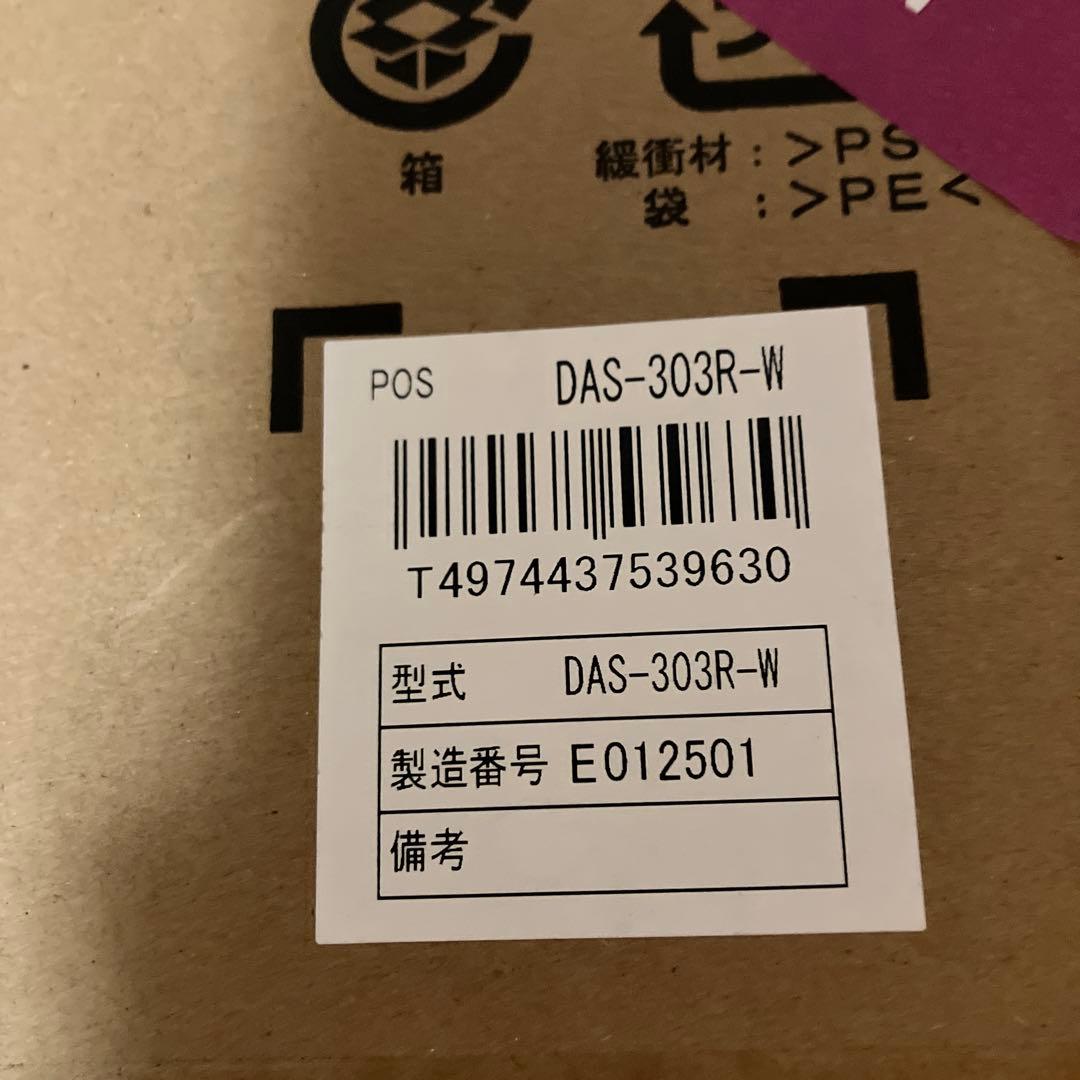 箱
緩衝材：>PS
袋　：>PE<
POS DAS-303R-W
T4974437539630
型式 DAS-303R-W
製造番号 E012501
備考